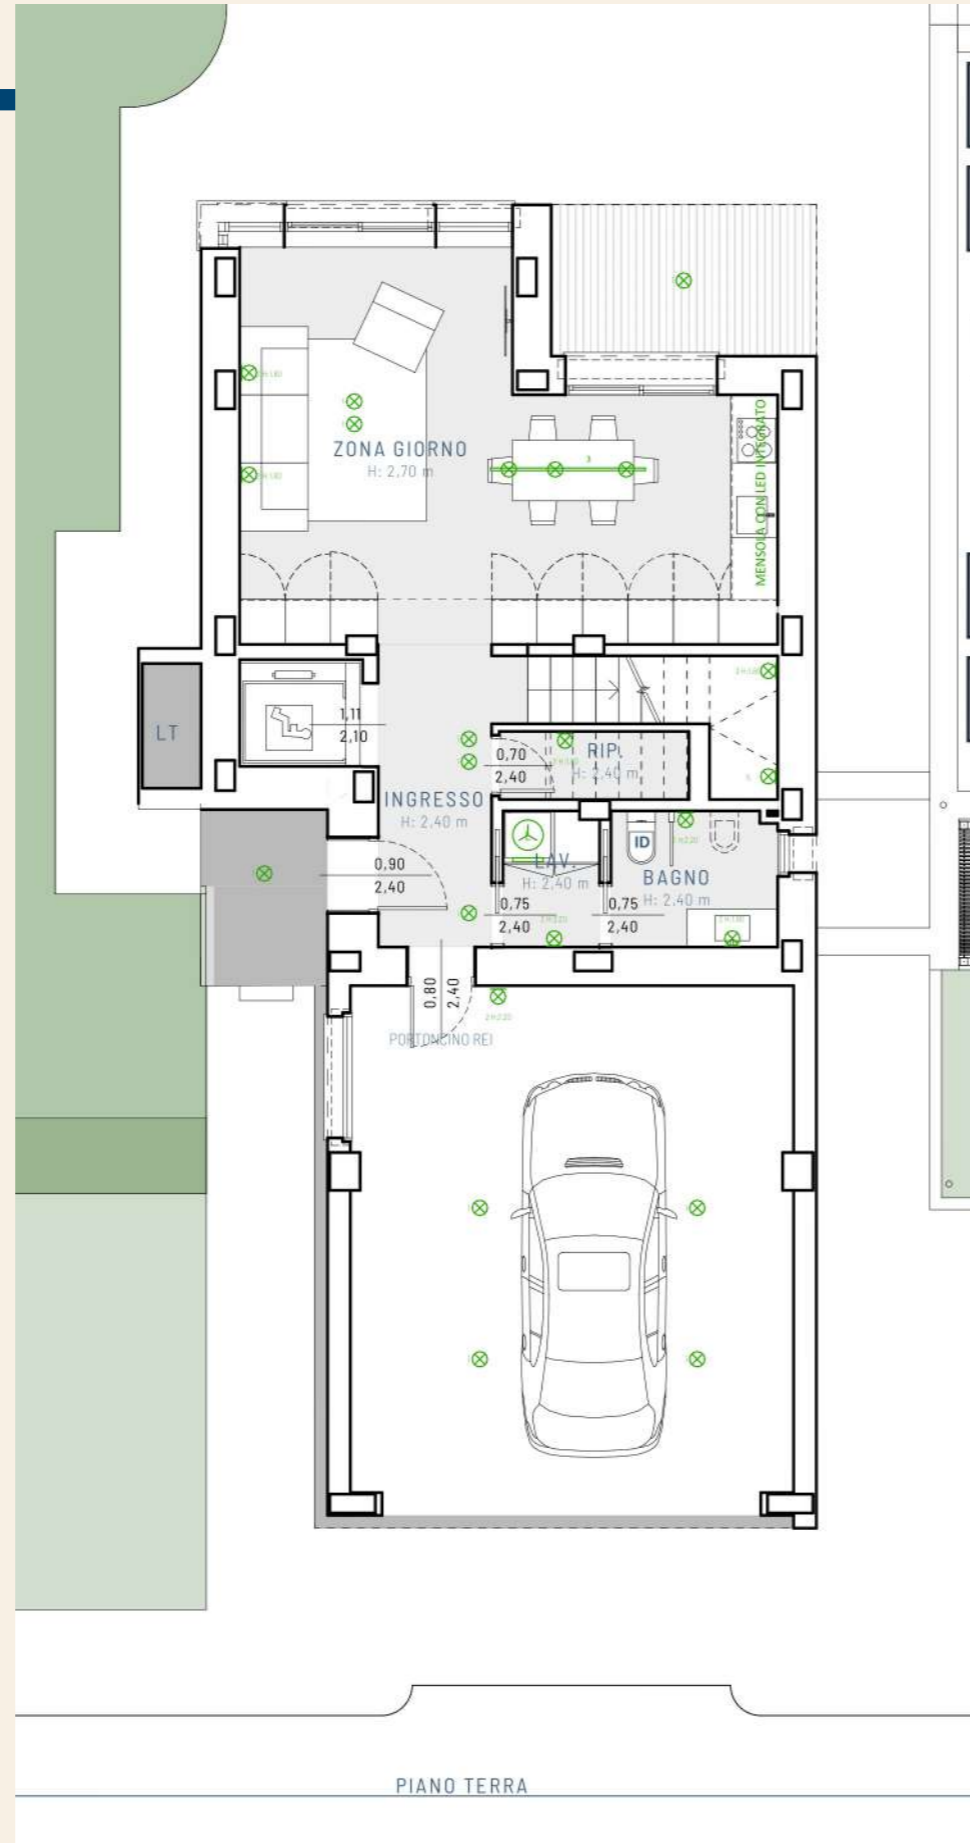 MENSOLA CON LED INTEGRATO
ZONA GIORNO
H: 2,70 m
3
LT
1,11
2,10
0,70
2,40
RIP.
H: 2,40 m
INGRESSO
H: 2,40 m
ID
LAV.
H: 2,40 m
BAGNO
H: 2,40 m
0,90
2,40
0,75
2,40
0,75
2,40
0,80
2,40
PORTONCINO REI
PIANO TERRA